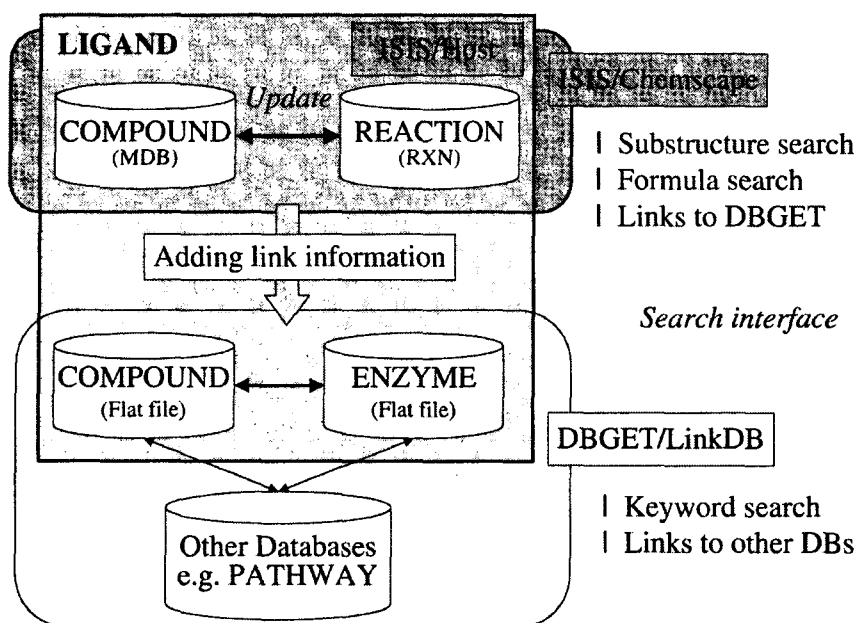 LIGAND
ISIS/Host
ISIS/Chemscape
Update
COMPOUND
(MDB)
REACTION
(RXN)
| Substructure search
| Formula search
| Links to DBGET
Adding link information
Search interface
COMPOUND
(Flat file)
ENZYME
(Flat file)
DBGET/LinkDB
| Keyword search
| Links to other DBs
Other Databases
e.g. PATHWAY